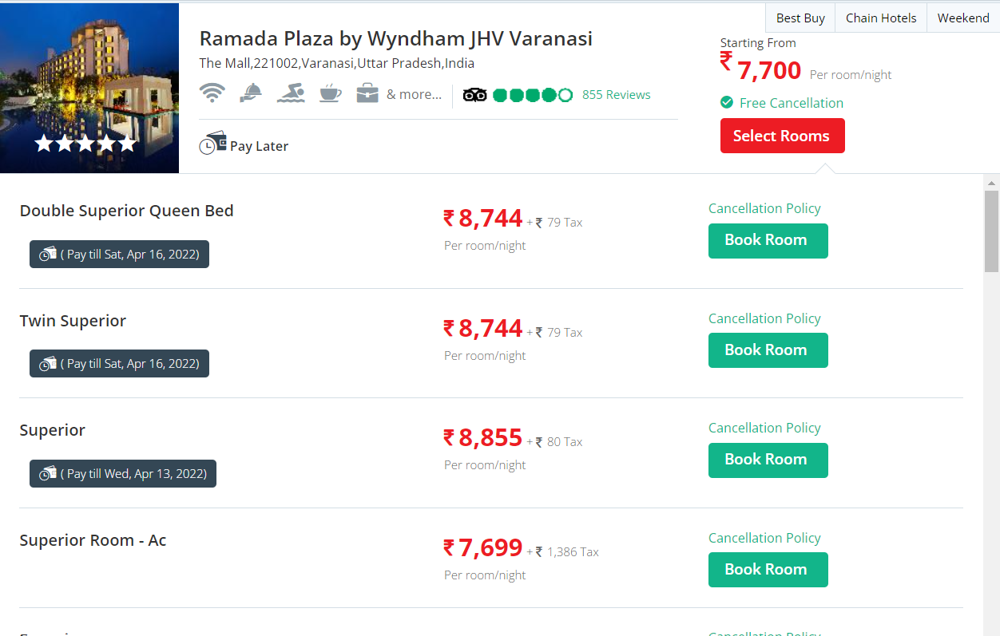 Best Buy Chain Hotels Weekend
Ramada Plaza by Wyndham JHV Varanasi
The Mall,221002,Varanasi,Uttar Pradesh,India
& more...
855 Reviews
Pay Later
Starting From
₹ 7,700 Per room/night
Free Cancellation
Select Rooms
Double Superior Queen Bed
( Pay till Sat, Apr 16, 2022)
₹ 8,744 + ₹ 79 Tax
Per room/night
Cancellation Policy
Book Room
Twin Superior
( Pay till Sat, Apr 16, 2022)
₹ 8,744 + ₹ 79 Tax
Per room/night
Cancellation Policy
Book Room
Superior
( Pay till Wed, Apr 13, 2022)
₹ 8,855 + ₹ 80 Tax
Per room/night
Cancellation Policy
Book Room
Superior Room - Ac
₹ 7,699 + ₹ 1,386 Tax
Per room/night
Cancellation Policy
Book Room
Cancellation Policy